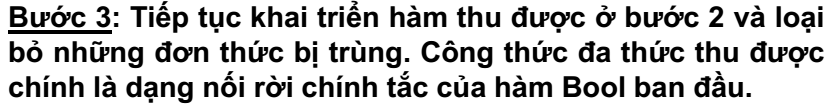 Bước 3: Tiếp tục khai triển hàm thu được ở bước 2 và loại
bỏ những đơn thức bị trùng. Công thức đa thức thu được
chính là dạng nối rời chính tắc của hàm Bool ban đầu.